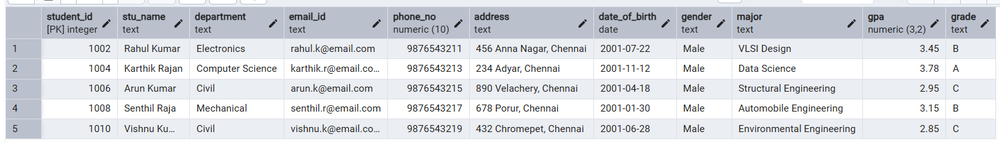 student_id stu_name department email_id phone_no address date_of_birth gender major gpa grade
[PK] integer text text text numeric (10) text date text text numeric (3,2) text
1 1002 Rahul Kumar Electronics rahul.k@email.com 9876543211 456 Anna Nagar, Chennai 2001-07-22 Male VLSI Design 3.45 B
2 1004 Karthik Rajan Computer Science karthik.r@email.co... 9876543213 234 Adyar, Chennai 2001-11-12 Male Data Science 3.78 A
3 1006 Arun Kumar Civil arun.k@email.com 9876543215 890 Velachery, Chennai 2001-04-18 Male Structural Engineering 2.95 C
4 1008 Senthil Raja Mechanical senthil.r@email.com 9876543217 678 Porur, Chennai 2001-01-30 Male Automobile Engineering 3.15 B
5 1010 Vishnu Ku... Civil vishnu.k@email.com 9876543219 432 Chromepet, Chennai 2001-06-28 Male Environmental Engineering 2.85 C